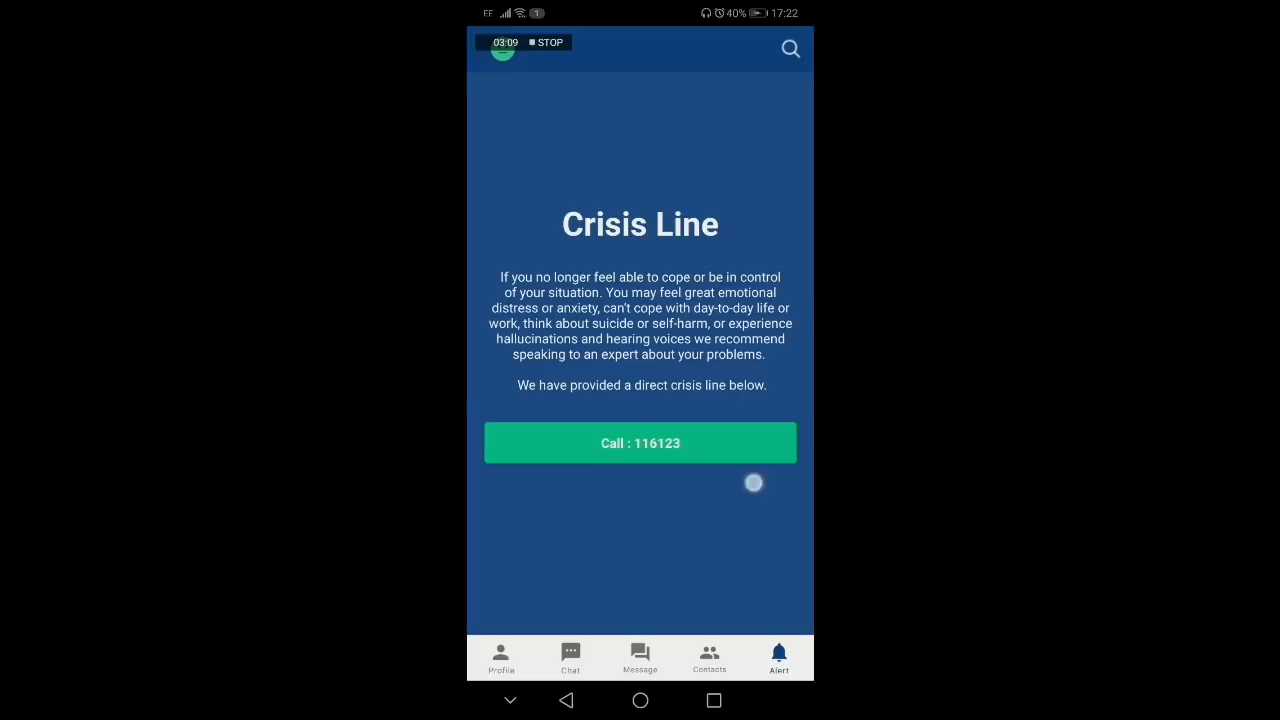 EE 1 40% 17:22
03:09 STOP
Crisis Line
If you no longer feel able to cope or be in control
of your situation. You may feel great emotional
distress or anxiety, can't cope with day-to-day life or
work, think about suicide or self-harm, or experience
hallucinations and hearing voices we recommend
speaking to an expert about your problems.
We have provided a direct crisis line below.
Call : 116123
Profile Chat Message Contacts Alert